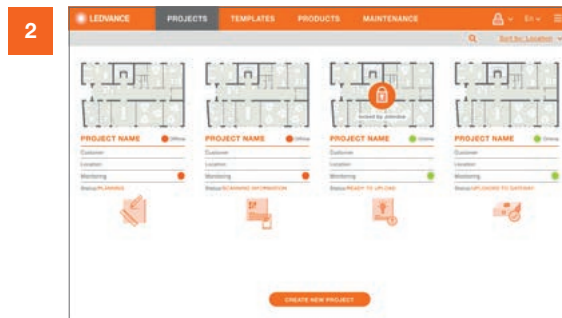 2
LEDVANCE PROJECTS TEMPLATES PRODUCTS MAINTENANCE En
Sort by: Location
locked by Johndoe
PROJECT NAME Offline PROJECT NAME Offline PROJECT NAME Online PROJECT NAME Online
Customer Customer Customer Customer
Location Location Location Location
Monitoring Monitoring Monitoring Monitoring
Status: PLANNING Status: SCANNING INFORMATION Status: READY TO UPLOAD Status: UPLOADED TO GATEWAY
CREATE NEW PROJECT